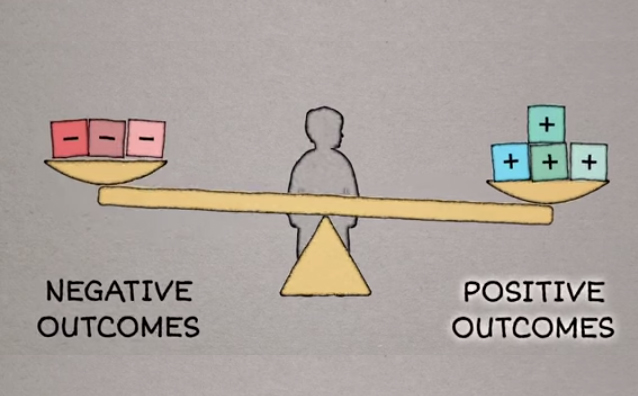 − − −
+
+ + +
NEGATIVE
OUTCOMES
POSITIVE
OUTCOMES